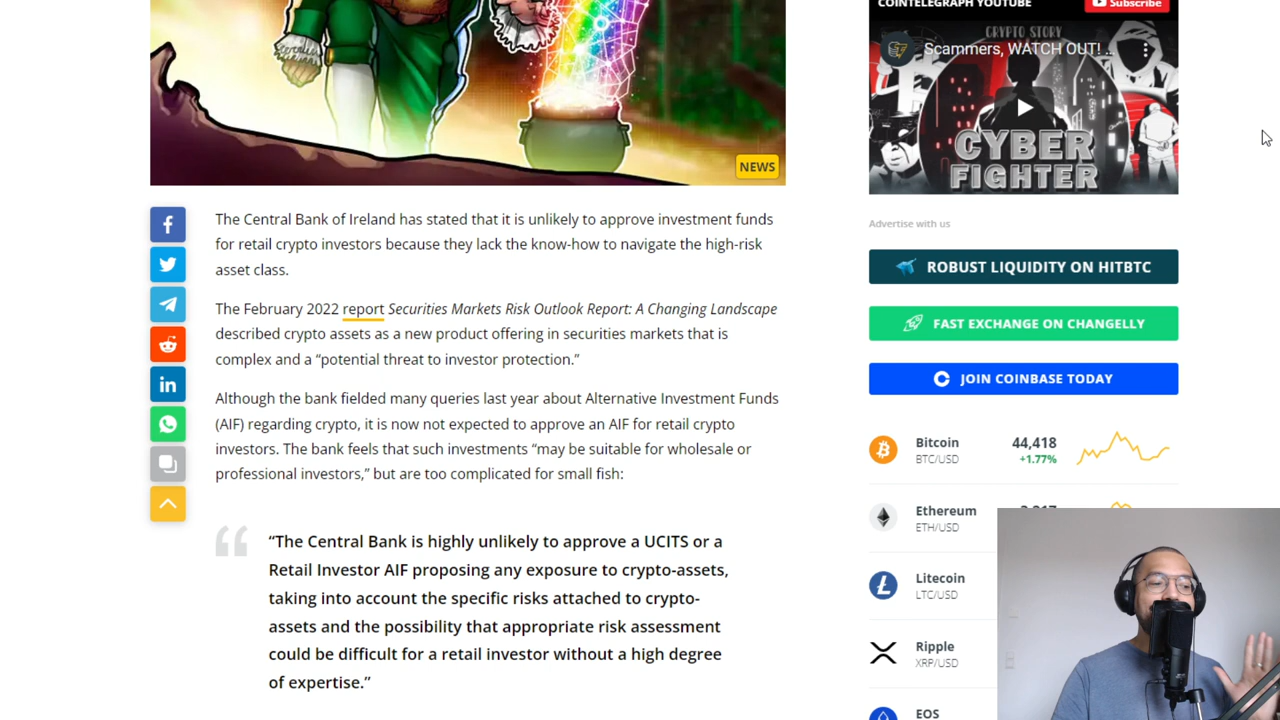 NEWS
The Central Bank of Ireland has stated that it is unlikely to approve investment funds
for retail crypto investors because they lack the know-how to navigate the high-risk
asset class.
The February 2022 report Securities Markets Risk Outlook Report: A Changing Landscape
described crypto assets as a new product offering in securities markets that is
complex and a “potential threat to investor protection.”
Although the bank fielded many queries last year about Alternative Investment Funds
(AIF) regarding crypto, it is now not expected to approve an AIF for retail crypto
investors. The bank feels that such investments “may be suitable for wholesale or
professional investors,” but are too complicated for small fish:
“The Central Bank is highly unlikely to approve a UCITS or a
Retail Investor AIF proposing any exposure to crypto-assets,
taking into account the specific risks attached to crypto-
assets and the possibility that appropriate risk assessment
could be difficult for a retail investor without a high degree
of expertise.”
COINTELEGRAPH YOUTUBE
Subscribe
CRYPTO STORY
Scammers, WATCH OUT! ...
CYBER
FIGHTER
Advertise with us
ROBUST LIQUIDITY ON HITBTC
FAST EXCHANGE ON CHANGELLY
JOIN COINBASE TODAY
Bitcoin 44,418
BTC/USD +1.77%
Ethereum
ETH/USD
Litecoin
LTC/USD
Ripple
XRP/USD
EOS